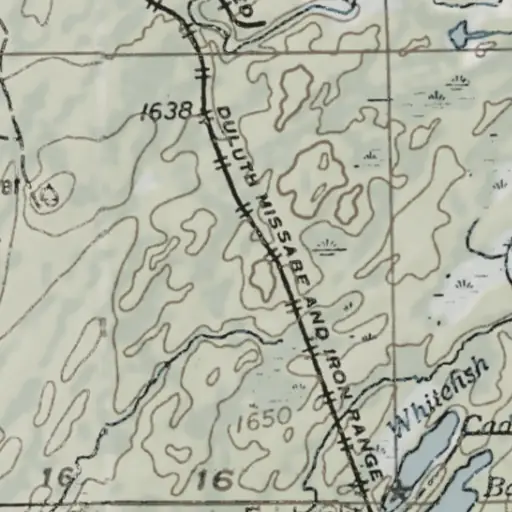 1638
DULUTH MISSABE AND IRON RANGE
1650
Whitefish
16
16